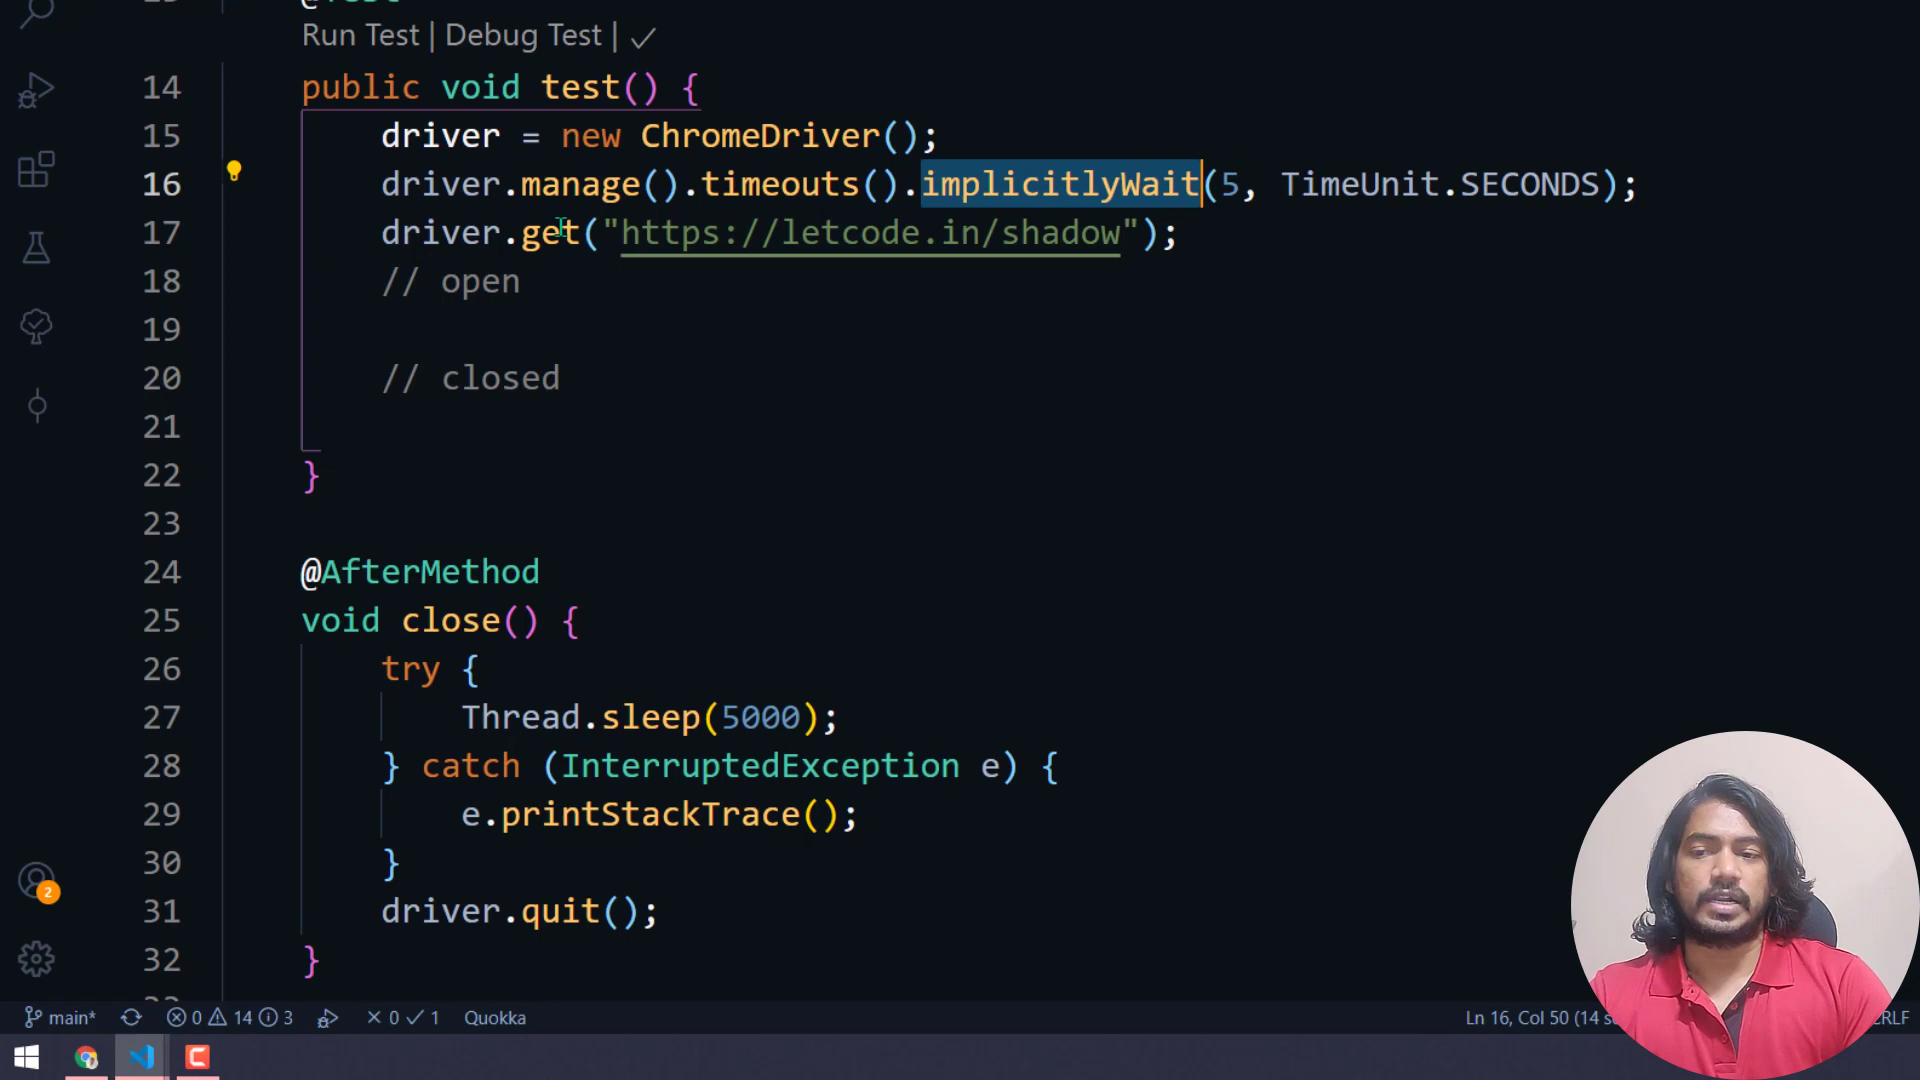 Run Test | Debug Test | ✓
14 public void test() {
15 driver = new ChromeDriver();
16 driver.manage().timeouts().implicitlyWait(5, TimeUnit.SECONDS);
17 driver.get("https://letcode.in/shadow");
18 // open
19
20 // closed
21
22 }
23
24 @AfterMethod
25 void close() {
26 try {
27 Thread.sleep(5000);
28 } catch (InterruptedException e) {
29 e.printStackTrace();
30 }
31 driver.quit();
32 }
2
main* 0 14 3 0 1 Quokka Ln 16, Col 50 (14 CRLF